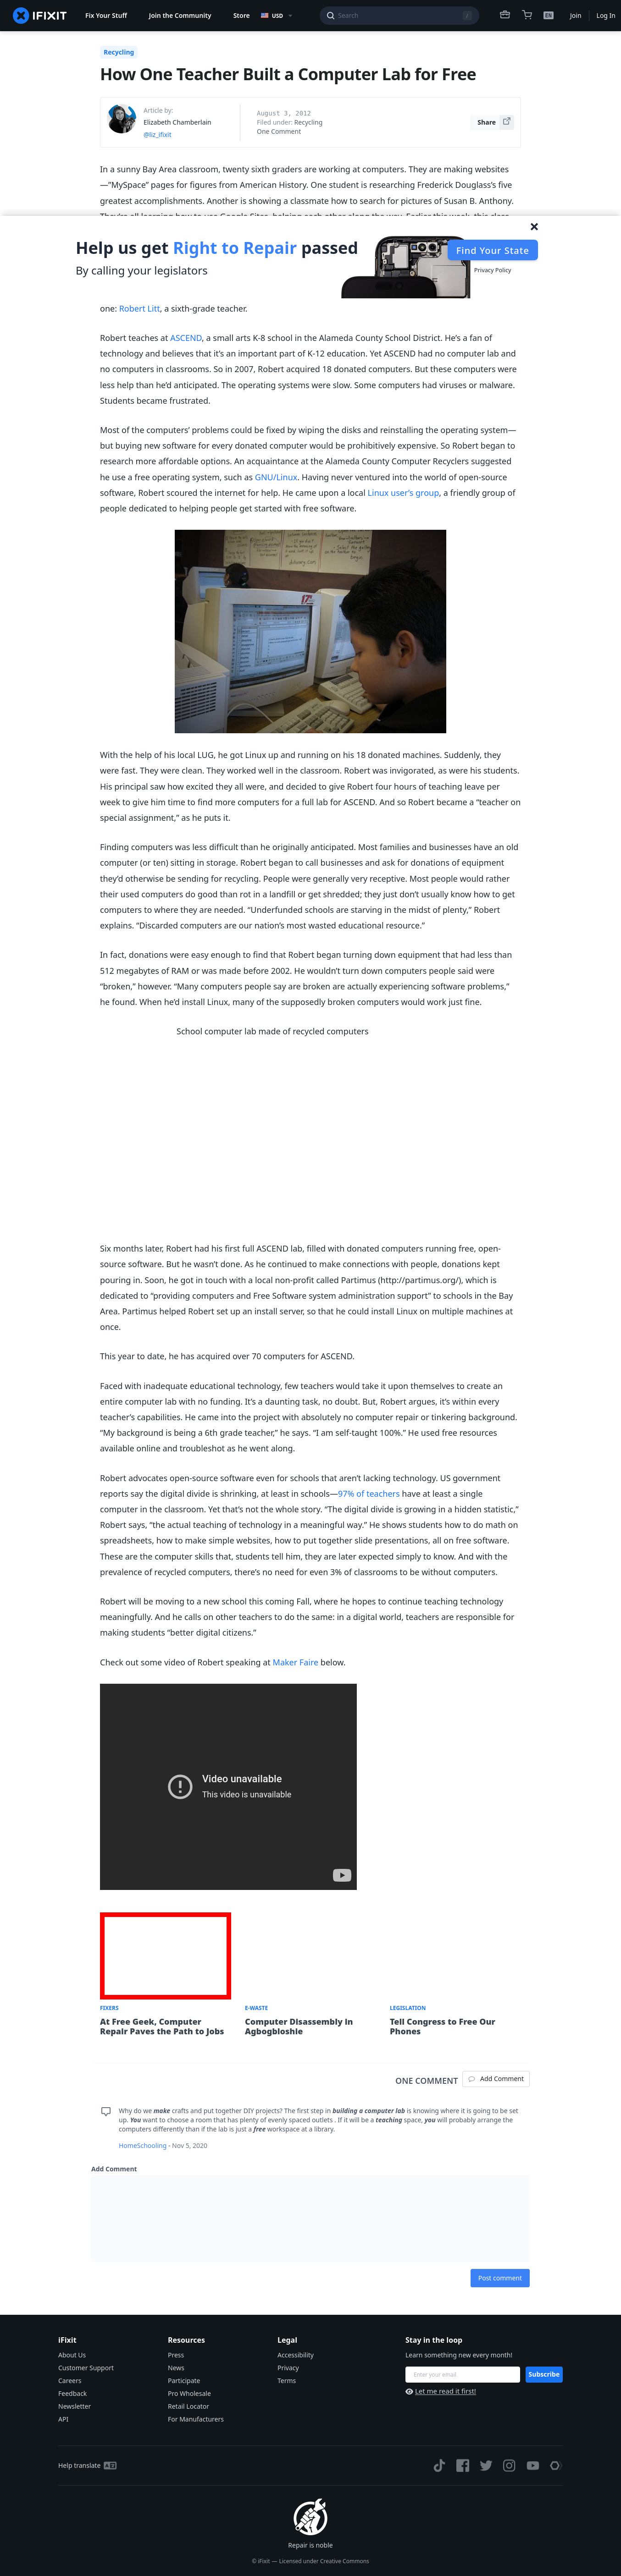 IFIXIT
Fix Your Stuff
Join the Community
Store
USD
Search
/
EN
Join
Log In
Recycling
How One Teacher Built a Computer Lab for Free
Article by:
Elizabeth Chamberlain
@liz_ifixit
August 3, 2012
Filed under: Recycling
One Comment
Share
In a sunny Bay Area classroom, twenty sixth graders are working at computers. They are making websites
—"MySpace" pages for figures from American History. One student is researching Frederick Douglass's five
greatest accomplishments. Another is showing a classmate how to search for pictures of Susan B. Anthony.
Help us get Right to Repair passed
By calling your legislators
Find Your State
Privacy Policy
one: Robert Litt, a sixth-grade teacher.
Robert teaches at ASCEND, a small arts K-8 school in the Alameda County School District. He's a fan of
technology and believes that it's an important part of K-12 education. Yet ASCEND had no computer lab and
no computers in classrooms. So in 2007, Robert acquired 18 donated computers. But these computers were
less help than he'd anticipated. The operating systems were slow. Some computers had viruses or malware.
Students became frustrated.
Most of the computers' problems could be fixed by wiping the disks and reinstalling the operating system—
but buying new software for every donated computer would be prohibitively expensive. So Robert began to
research more affordable options. An acquaintance at the Alameda County Computer Recyclers suggested
he use a free operating system, such as GNU/Linux. Having never ventured into the world of open-source
software, Robert scoured the internet for help. He came upon a local Linux user's group, a friendly group of
people dedicated to helping people get started with free software.
With the help of his local LUG, he got Linux up and running on his 18 donated machines. Suddenly, they
were fast. They were clean. They worked well in the classroom. Robert was invigorated, as were his students.
His principal saw how excited they all were, and decided to give Robert four hours of teaching leave per
week to give him time to find more computers for a full lab for ASCEND. And so Robert became a "teacher on
special assignment," as he puts it.
Finding computers was less difficult than he originally anticipated. Most families and businesses have an old
computer (or ten) sitting in storage. Robert began to call businesses and ask for donations of equipment
they'd otherwise be sending for recycling. People were generally very receptive. Most people would rather
their used computers do good than rot in a landfill or get shredded; they just don't usually know how to get
computers to where they are needed. "Underfunded schools are starving in the midst of plenty," Robert
explains. "Discarded computers are our nation's most wasted educational resource."
In fact, donations were easy enough to find that Robert began turning down equipment that had less than
512 megabytes of RAM or was made before 2002. He wouldn't turn down computers people said were
"broken," however. "Many computers people say are broken are actually experiencing software problems,"
he found. When he'd install Linux, many of the supposedly broken computers would work just fine.
School computer lab made of recycled computers
Six months later, Robert had his first full ASCEND lab, filled with donated computers running free, open-
source software. But he wasn't done. As he continued to make connections with people, donations kept
pouring in. Soon, he got in touch with a local non-profit called Partimus (http://partimus.org/), which is
dedicated to "providing computers and Free Software system administration support" to schools in the Bay
Area. Partimus helped Robert set up an install server, so that he could install Linux on multiple machines at
once.
This year to date, he has acquired over 70 computers for ASCEND.
Faced with inadequate educational technology, few teachers would take it upon themselves to create an
entire computer lab with no funding. It's a daunting task, no doubt. But, Robert argues, it's within every
teacher's capabilities. He came into the project with absolutely no computer repair or tinkering background.
"My background is being a 6th grade teacher," he says. "I am self-taught 100%." He used free resources
available online and troubleshot as he went along.
Robert advocates open-source software even for schools that aren't lacking technology. US government
reports say the digital divide is shrinking, at least in schools—97% of teachers have at least a single
computer in the classroom. Yet that's not the whole story. "The digital divide is growing in a hidden statistic,"
Robert says, "the actual teaching of technology in a meaningful way." He shows students how to do math on
spreadsheets, how to make simple websites, how to put together slide presentations, all on free software.
These are the computer skills that, students tell him, they are later expected simply to know. And with the
prevalence of recycled computers, there's no need for even 3% of classrooms to be without computers.
Robert will be moving to a new school this coming Fall, where he hopes to continue teaching technology
meaningfully. And he calls on other teachers to do the same: in a digital world, teachers are responsible for
making students "better digital citizens."
Check out some video of Robert speaking at Maker Faire below.
Video unavailable
This video is unavailable
FIXERS
At Free Geek, Computer
Repair Paves the Path to Jobs
E-WASTE
Computer Disassembly in
Agbogbloshie
LEGISLATION
Tell Congress to Free Our
Phones
ONE COMMENT
Add Comment
Why do we make crafts and put together DIY projects? The first step in building a computer lab is knowing where it is going to be set
up. You want to choose a room that has plenty of evenly spaced outlets . If it will be a teaching space, you will probably arrange the
computers differently than if the lab is just a free workspace at a library.
HomeSchooling - Nov 5, 2020
Add Comment
Post comment
iFixit
About Us
Customer Support
Careers
Feedback
Newsletter
API
Resources
Press
News
Participate
Pro Wholesale
Retail Locator
For Manufacturers
Legal
Accessibility
Privacy
Terms
Stay in the loop
Learn something new every month!
Enter your email
Subscribe
Let me read it first!
Help translate
Repair is noble
© iFixit — Licensed under Creative Commons